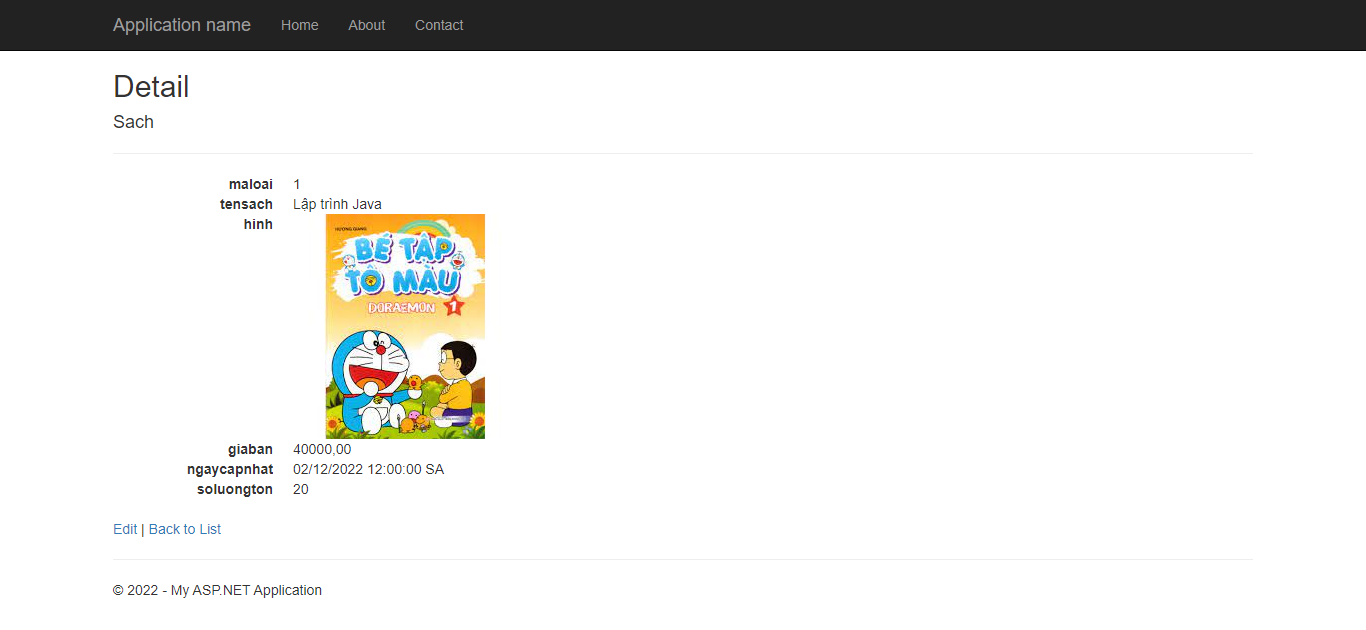 Application name Home About Contact
Detail
Sach
maloai 1
tensach Lập trình Java
hinh
HƯƠNG GIANG
BÉ TẬP
TÔ MÀU
DORAEMON 1
giaban 40000,00
ngaycapnhat 02/12/2022 12:00:00 SA
soluongton 20
Edit | Back to List
© 2022 - My ASP.NET Application